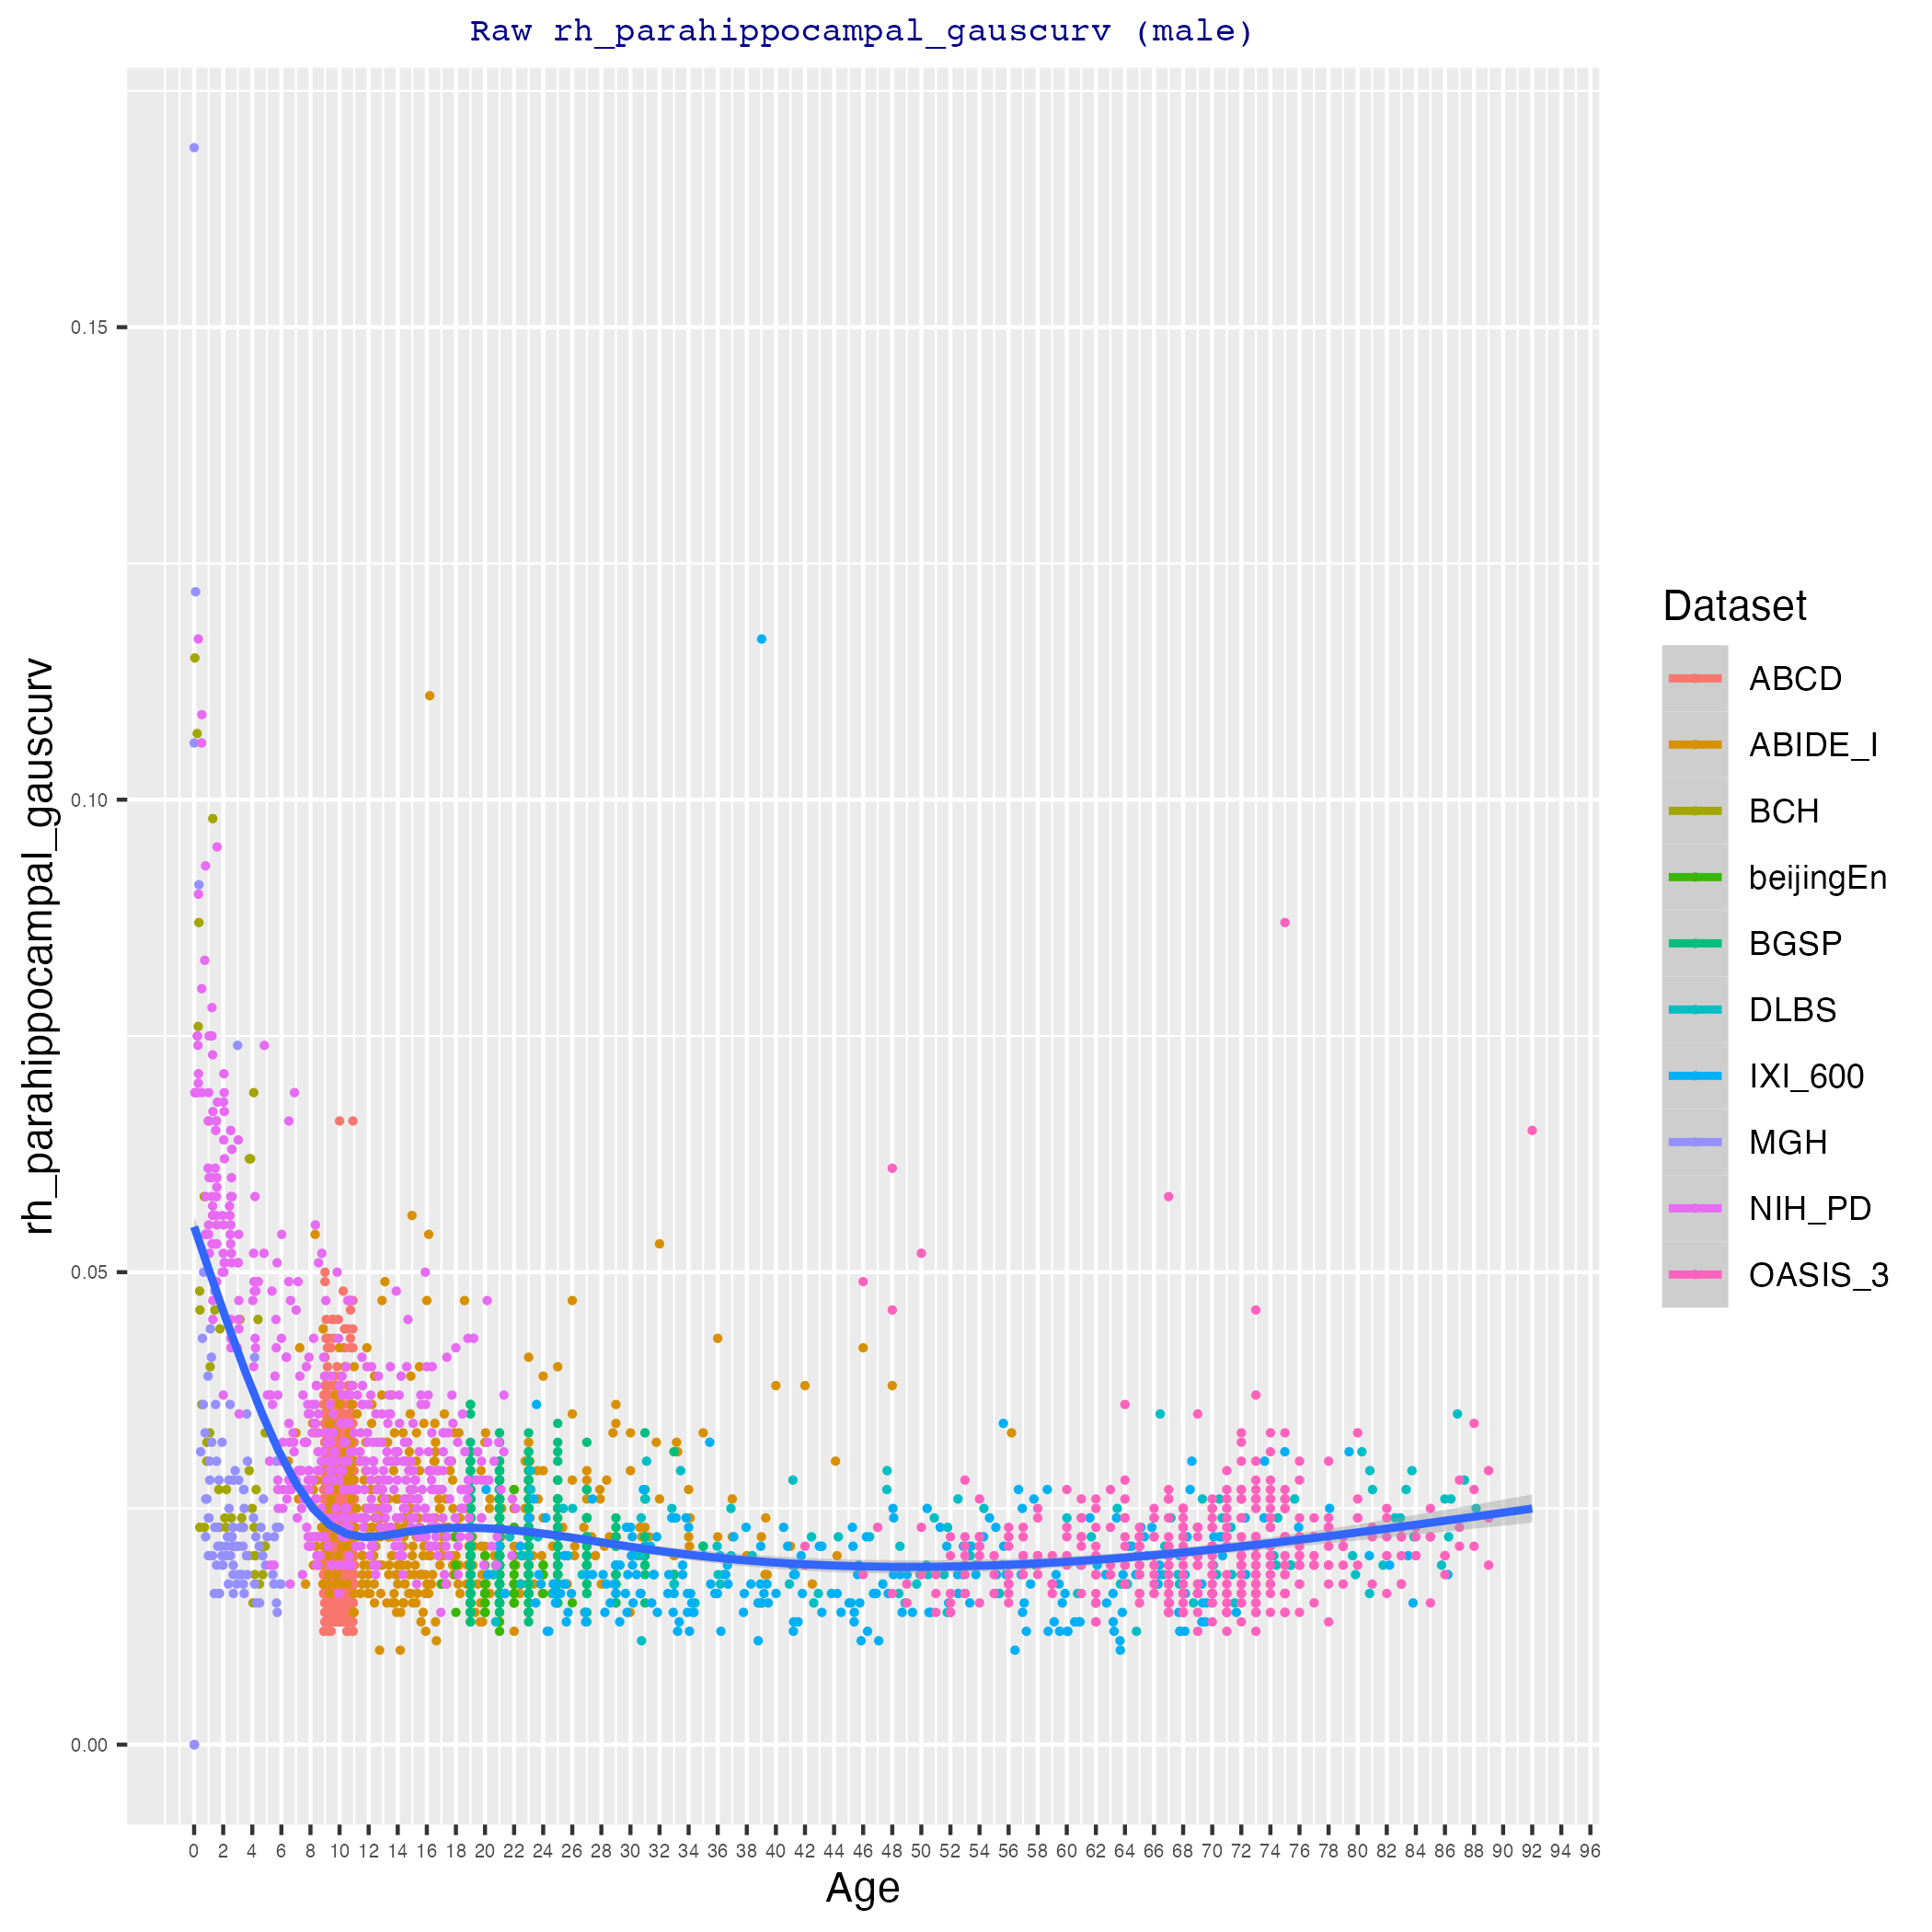 Raw rh_parahippocampal_gauscurv (male)
rh_parahippocampal_gauscurv
0.15
0.10
0.05
0.00
0 2 4 6 8 10 12 14 16 18 20 22 24 26 28 30 32 34 36 38 40 42 44 46 48 50 52 54 56 58 60 62 64 66 68 70 72 74 76 78 80 82 84 86 88 90 92 94 96
Age
Dataset
ABCD
ABIDE_I
BCH
beijingEn
BGSP
DLBS
IXI_600
MGH
NIH_PD
OASIS_3